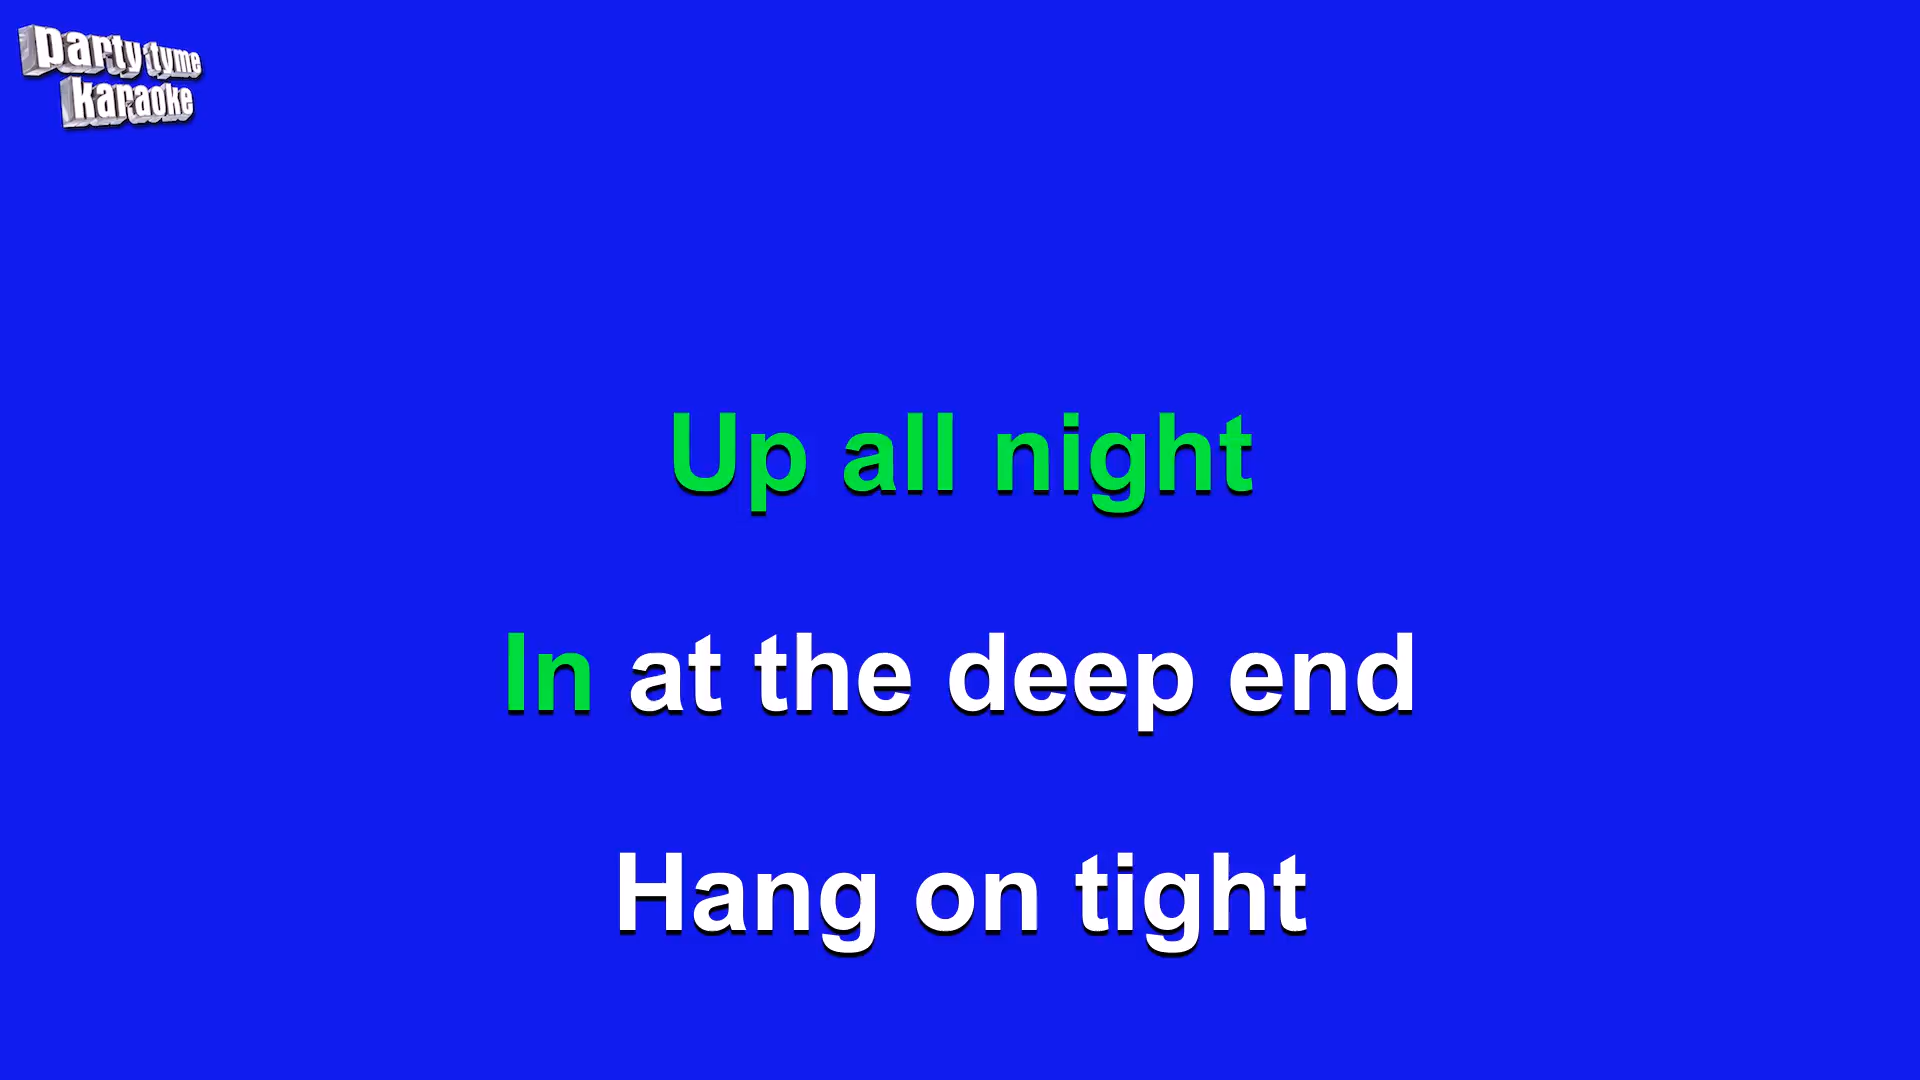 party tyme
karaoke
Up all night
In at the deep end
Hang on tight